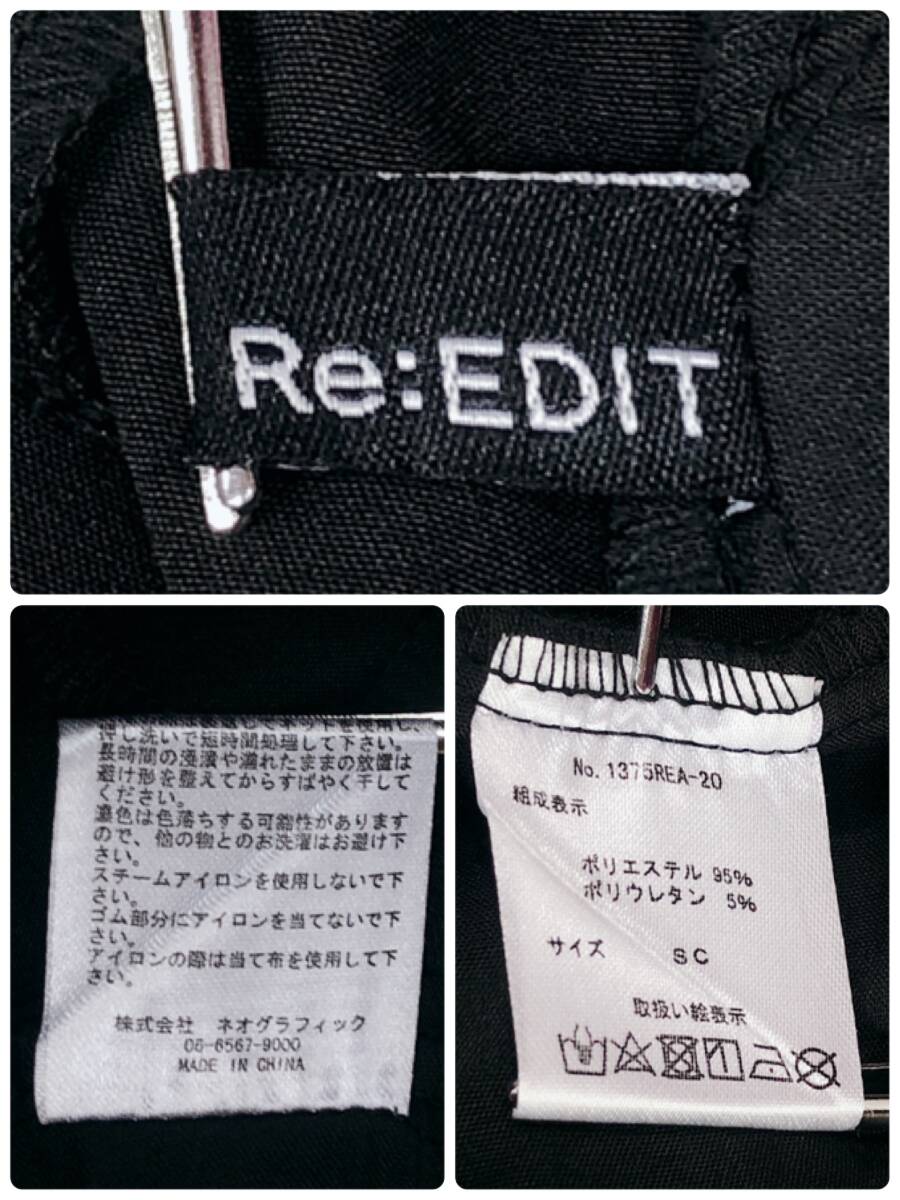 Re:EDIT
押し洗いで短時間処理して下さい。
長時間の浸漬や濡れたままの放置は
避け形を整えてからすばやく干して
ください。
濃色は色落ちする可能性があります
ので、他の物とのお洗濯はお避け下
さい。
スチームアイロンを使用しないで下
さい。
ゴム部分にアイロンを当てないで下
さい。
アイロンの際は当て布を使用して下
さい。
株式会社 ネオグラフィック
06-6567-9000
MADE IN CHINA
No. 1375REA-20
組成表示
ポリエステル 95%
ポリウレタン 5%
サイズ SC
取扱い絵表示